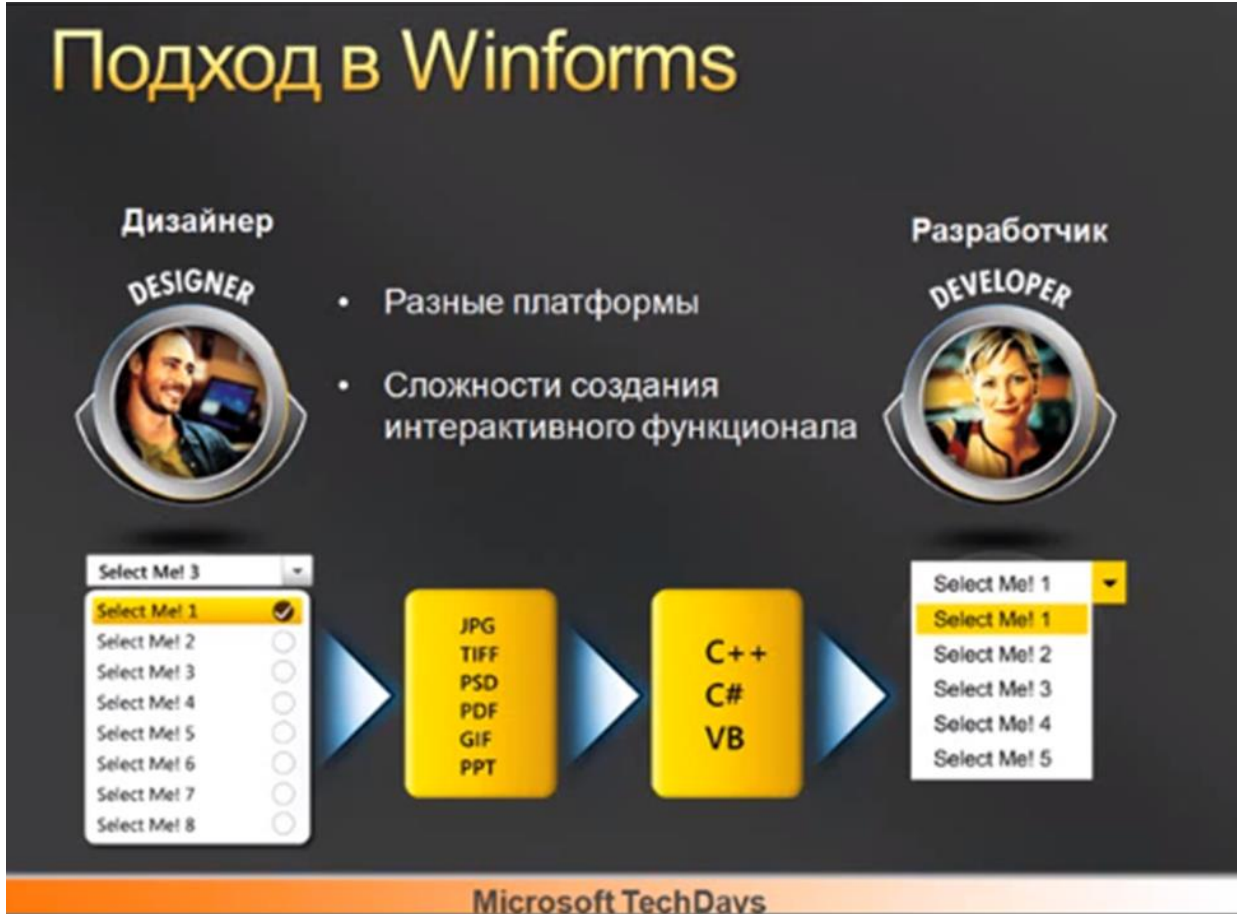 Подход в Winforms
Дизайнер
DESIGNER
• Разные платформы
• Сложности создания
интерактивного функционала
Разработчик
DEVELOPER
Select Me! 3
Select Me! 1
Select Me! 2
Select Me! 3
Select Me! 4
Select Me! 5
Select Me! 6
Select Me! 7
Select Me! 8
JPG
TIFF
PSD
PDF
GIF
PPT
C++
C#
VB
Select Me! 1
Select Me! 1
Select Me! 2
Select Me! 3
Select Me! 4
Select Me! 5
Microsoft TechDays